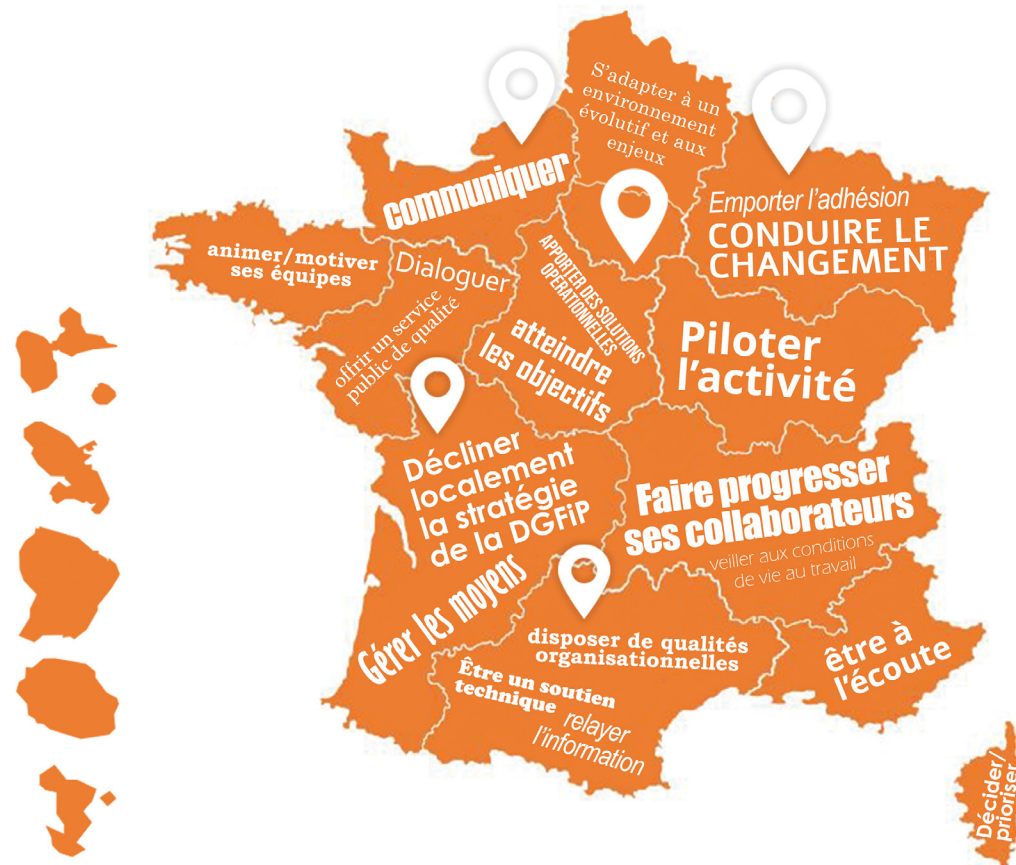 S'adapter à un
environnement
évolutif et aux
enjeux
communiquer
Emporter l'adhésion
CONDUIRE LE
CHANGEMENT
animer/motiver
ses équipes
Dialoguer
offrir un service
public de qualité
APPORTER DES SOLUTIONS
OPÉRATIONNELLES
atteindre
les objectifs
Piloter
l'activité
Décliner
localement
la stratégie
de la DGFiP
Faire progresser
ses collaborateurs
veiller aux conditions
de vie au travail
Gérer les moyens
disposer de qualités
organisationnelles
être à
l'écoute
Être un soutien
technique
relayer
l'information
Décider/
prioriser